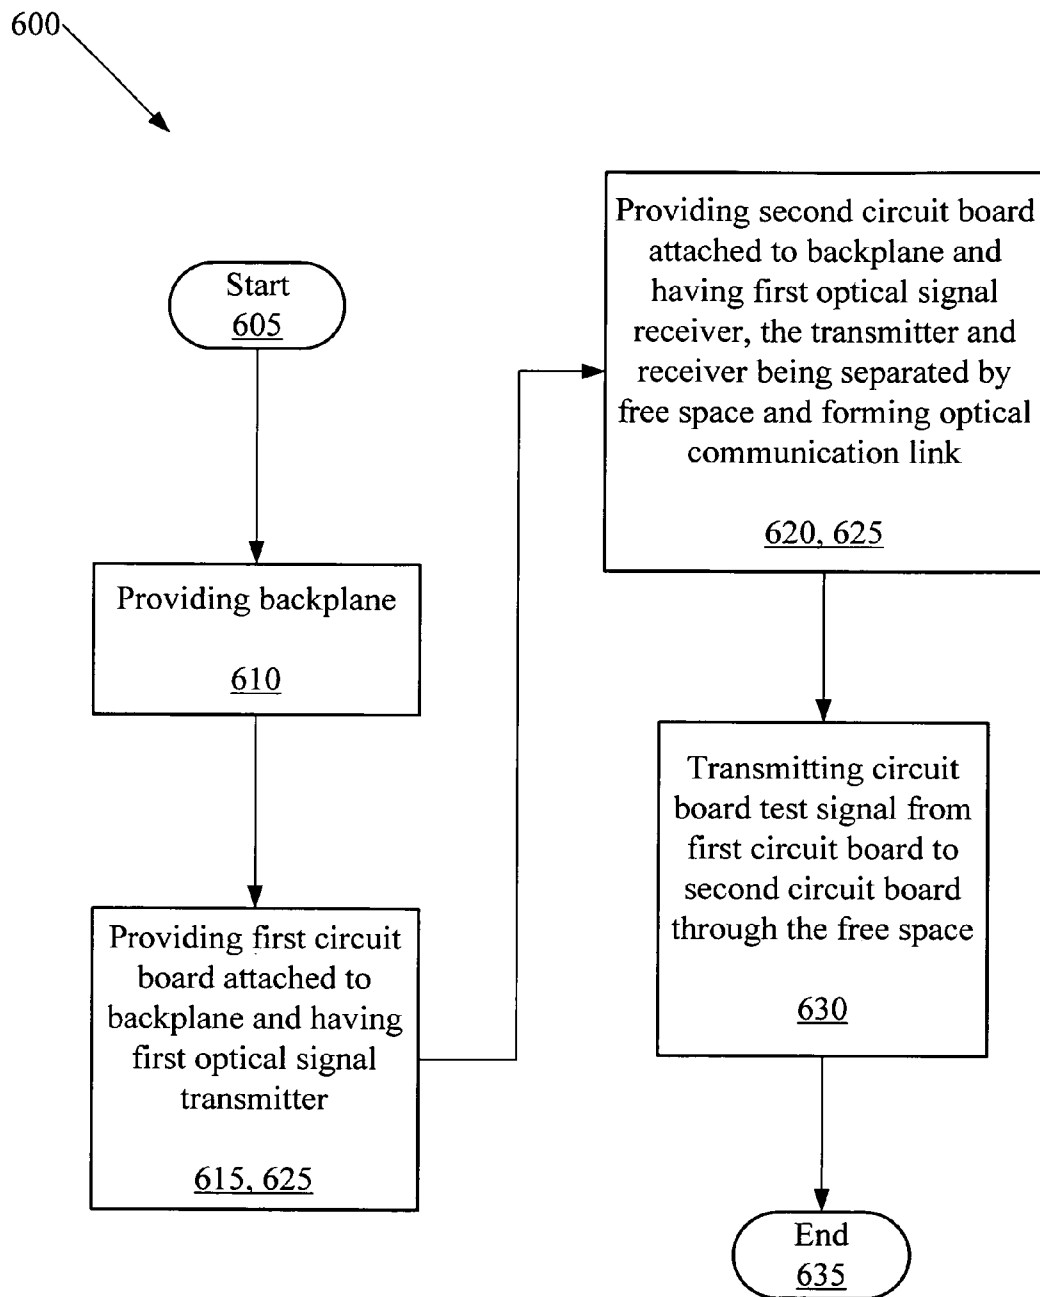 600
Start
605
Providing backplane
610
Providing first circuit
board attached to
backplane and having
first optical signal
transmitter
615, 625
Providing second circuit board
attached to backplane and
having first optical signal
receiver, the transmitter and
receiver being separated by
free space and forming optical
communication link
620, 625
Transmitting circuit
board test signal from
first circuit board to
second circuit board
through the free space
630
End
635